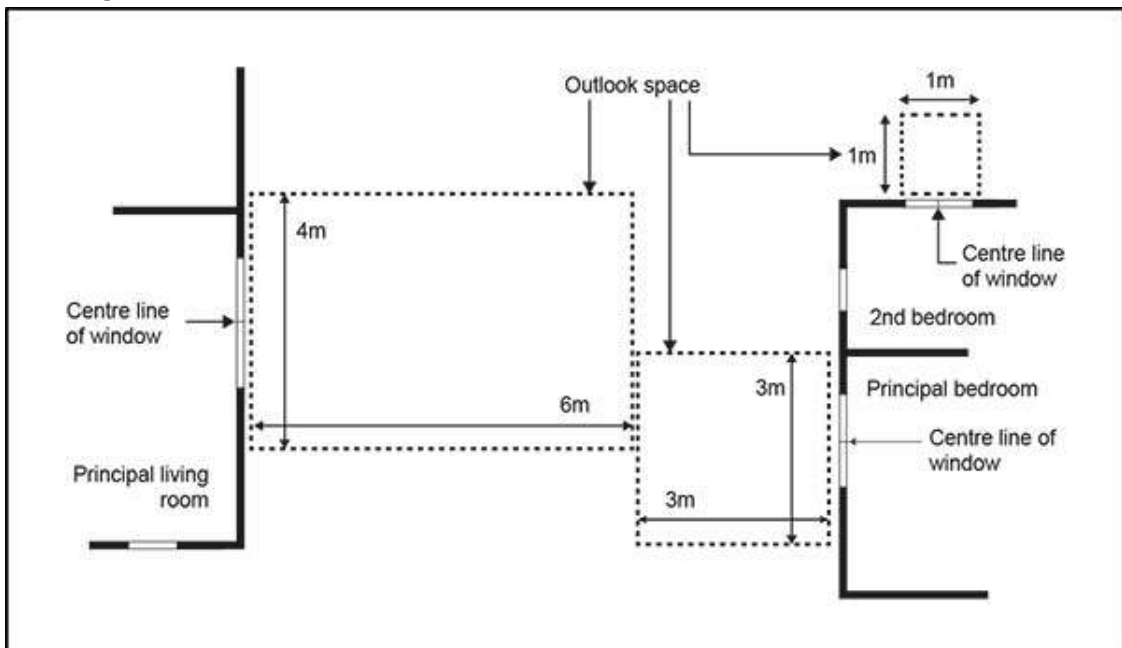 Outlook space
1m
1m
4m
Centre line
of window
Centre line
of window
2nd bedroom
Principal bedroom
3m
6m
Centre line of
window
Principal living
room
3m